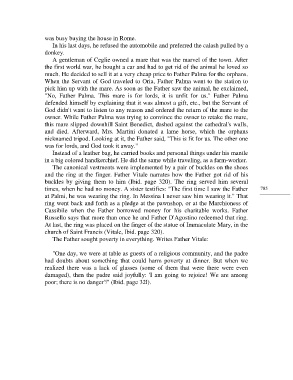 was busy buying the house in Rome.
In his last days, he refused the automobile and preferred the calash pulled by a
donkey.
A gentleman of Ceglie owned a mare that was the marvel of the town. After
the first world war, he bought a car and had to get rid of the animal he loved so
much. He decided to sell it at a very cheap price to Father Palma for the orphans.
When the Servant of God traveled to Oria, Father Palma went to the station to
pick him up with the mare. As soon as the Father saw the animal, he exclaimed,
"No, Father Palma. This mare is for lords, it is unfit for us." Father Palma
defended himself by explaining that it was almost a gift, etc., but the Servant of
God didn't want to listen to any reasons and ordered the return of the mare to the
owner. While Father Palma was trying to convince the owner to retake the mare,
this mare slipped downhill Saint Benedict, dashed against the cathedral's walls,
and died. Afterward, Mrs. Martini donated a lame horse, which the orphans
nicknamed tripod. Looking at it, the Father said, "This is fit for us. The other one
was for lords, and God took it away."
Instead of a leather bag, he carried books and personal things under his mantle
in a big colored handkerchief. He did the same while traveling, as a farm-worker.
The canonical vestments were implemented by a pair of buckles on the shoes
and the ring at the finger. Father Vitale narrates how the Father got rid of his
buckles by giving them to him (Ibid, page 320). The ring served him several
times, when he had no money. A sister testifies: "The first time I saw the Father
at Palmi, he was wearing the ring. In Messina I never saw him wearing it." That
ring went back and forth as a pledge at the pawnshop, or at the Marchioness of
Cassibile when the Father borrowed money for his charitable works. Father
Rossello says that more than once he and Father D'Agostino redeemed that ring.
At last, the ring was placed on the finger of the statue of Immaculate Mary, in the
church of Saint Francis (Vitale, Ibid, page 320).
The Father sought poverty in everything. Writes Father Vitale:
"One day, we were at table as guests of a religious community, and the padre
had doubts about something that could harm poverty at dinner. But when we
realized there was a lack of glasses (some of them that were there were even
damaged), then the padre said joyfully: 'I am going to rejoice! We are among
poor; there is no danger'!" (Ibid. page 321).
785